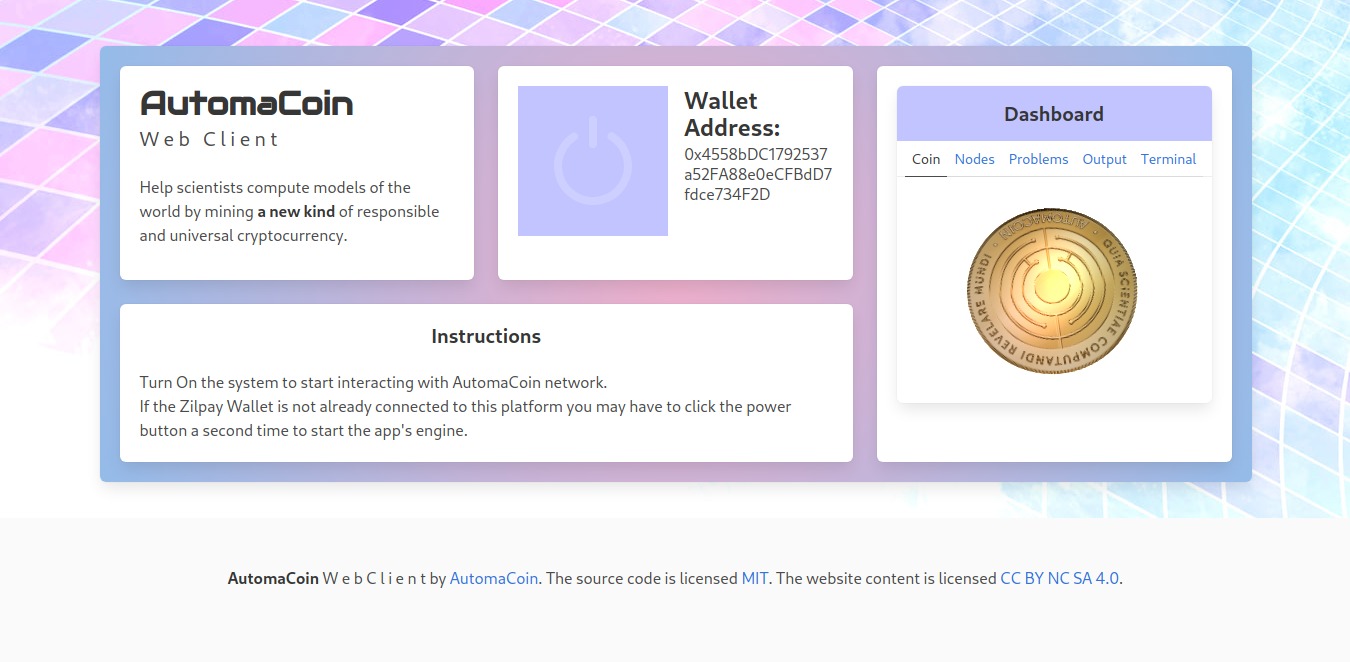 AutomaCoin
Web Client
Help scientists compute models of the
world by mining a new kind of responsible
and universal cryptocurrency.
Wallet
Address:
0x4558bDC1792537
a52FA88e0eCFBdD7
fdce734F2D
Dashboard
Coin Nodes Problems Output Terminal
AUTOMACOIN · GUIA SCIENTIAE COMPUTANDI REVELARE MUNDI ·
Instructions
Turn On the system to start interacting with AutomaCoin network.
If the Zilpay Wallet is not already connected to this platform you may have to click the power
button a second time to start the app's engine.
AutomaCoin W e b C l i e n t by AutomaCoin. The source code is licensed MIT. The website content is licensed CC BY NC SA 4.0.